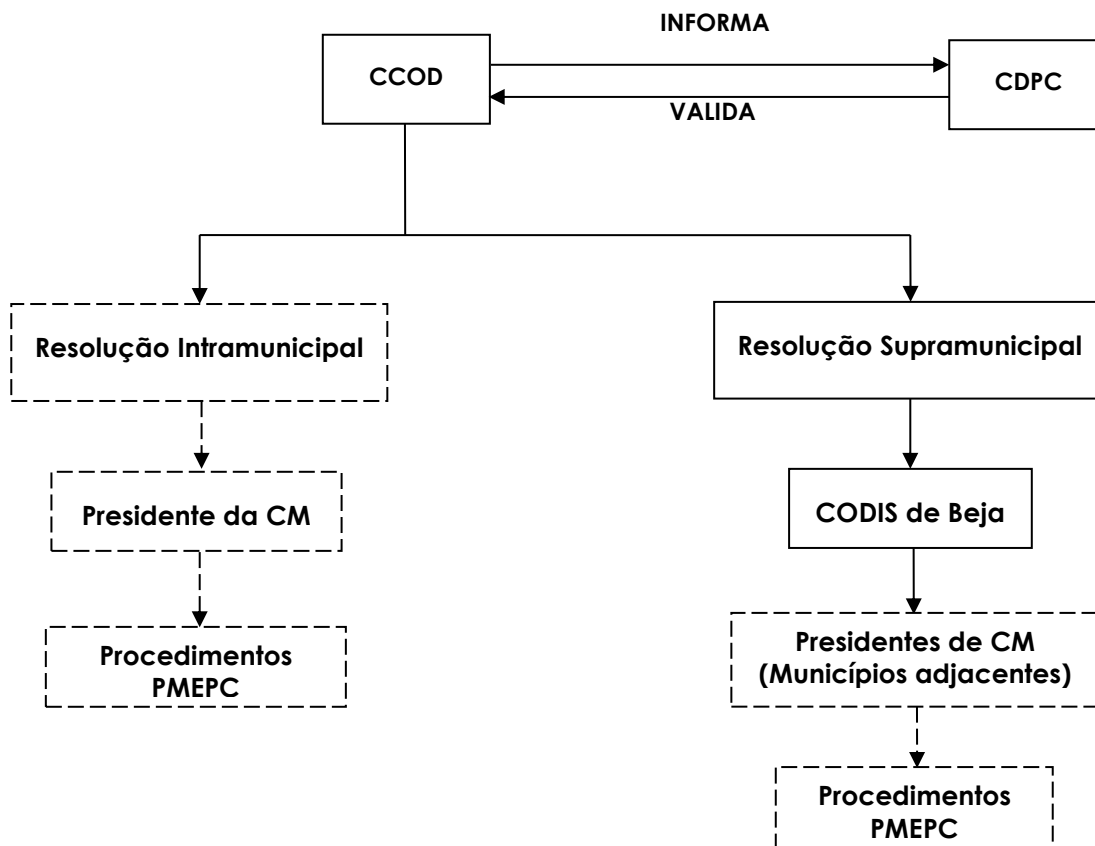 INFORMA
CCOD
CDPC
VALIDA
Resolução Intramunicipal
Resolução Supramunicipal
Presidente da CM
CODIS de Beja
Procedimentos
PMEPC
Presidentes de CM
(Municípios adjacentes)
Procedimentos
PMEPC